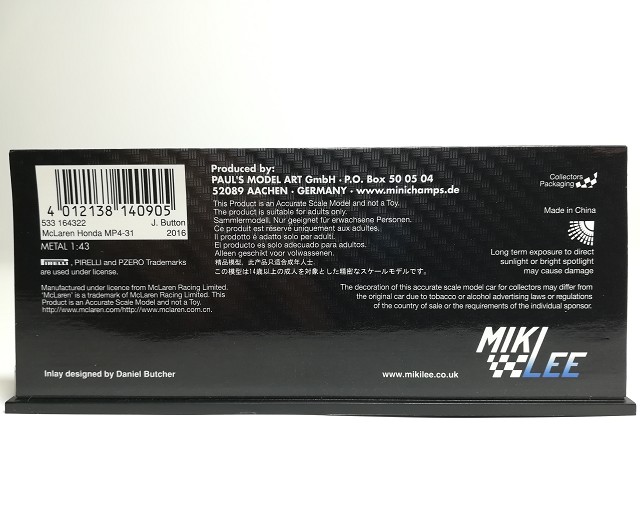 4 012138 140905
533 164322 J. Button
McLaren Honda MP4-31 2016
METAL 1:43
PIRELLI, PIRELLI and PZERO Trademarks
are used under license.
Manufactured under licence from McLaren Racing Limited.
'McLaren' is a trademark of McLaren Racing Limited. This
Product is an Accurate Scale Model and not a Toy.
http://www.mclaren.com/http://www.mclaren.com.cn.
Inlay designed by Daniel Butcher
Produced by:
PAUL'S MODEL ART GmbH · P.O. Box 50 05 04
52089 AACHEN · GERMANY · www.minichamps.de
This Product is an Accurate Scale Model and not a Toy.
The product is suitable for adults only.
Sammlermodell. Nur geeignet für erwachsene Personen.
Ce produit est réservé uniquement aux adultes.
Il prodotto è adatto solo per adulti.
El producto es solo adecuado para adultos.
Alleen geschikt voor volwassenen.
精品模型, 此产品只适合成年人士.
この模型は14歳以上の成人を対象とした精密なスケールモデルです。
Collectors
Packaging
Made in China
Long term exposure to direct
sunlight or bright spotlight
may cause damage
The decoration of this accurate scale model car for collectors may differ from
the original car due to tobacco or alcohol advertising laws or regulations
of the country of sale or the requirements of the individual sponsor.
www.mikilee.co.uk
MIKI
LEE